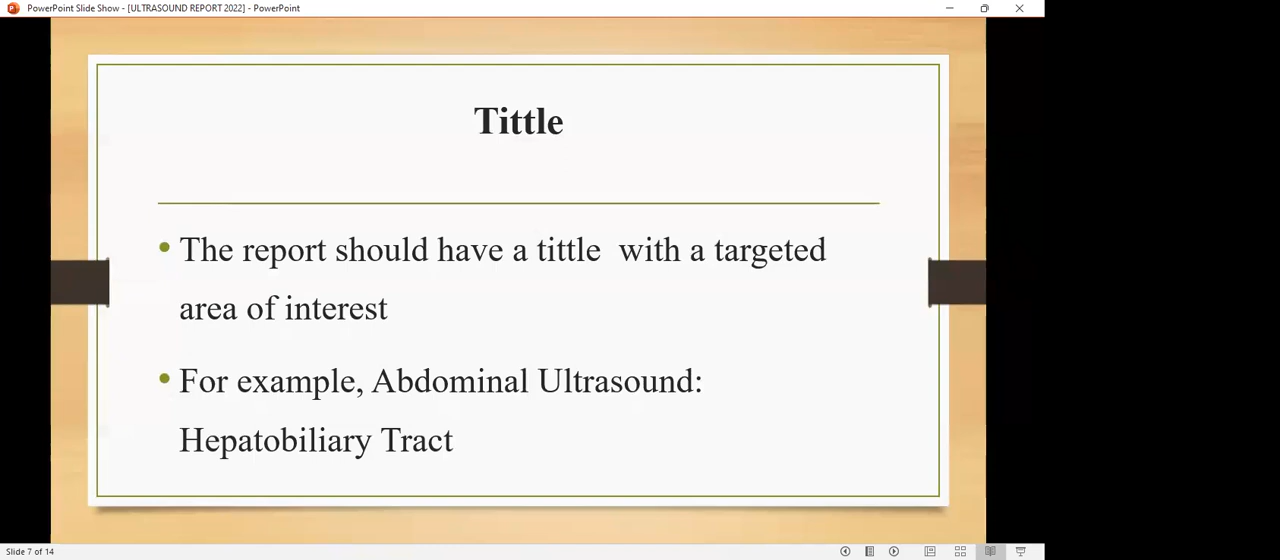 PowerPoint Slide Show - [ULTRASOUND REPORT 2022] - PowerPoint
Tittle
The report should have a tittle  with a targeted
area of interest
For example, Abdominal Ultrasound:
Hepatobiliary Tract
Slide 7 of 14